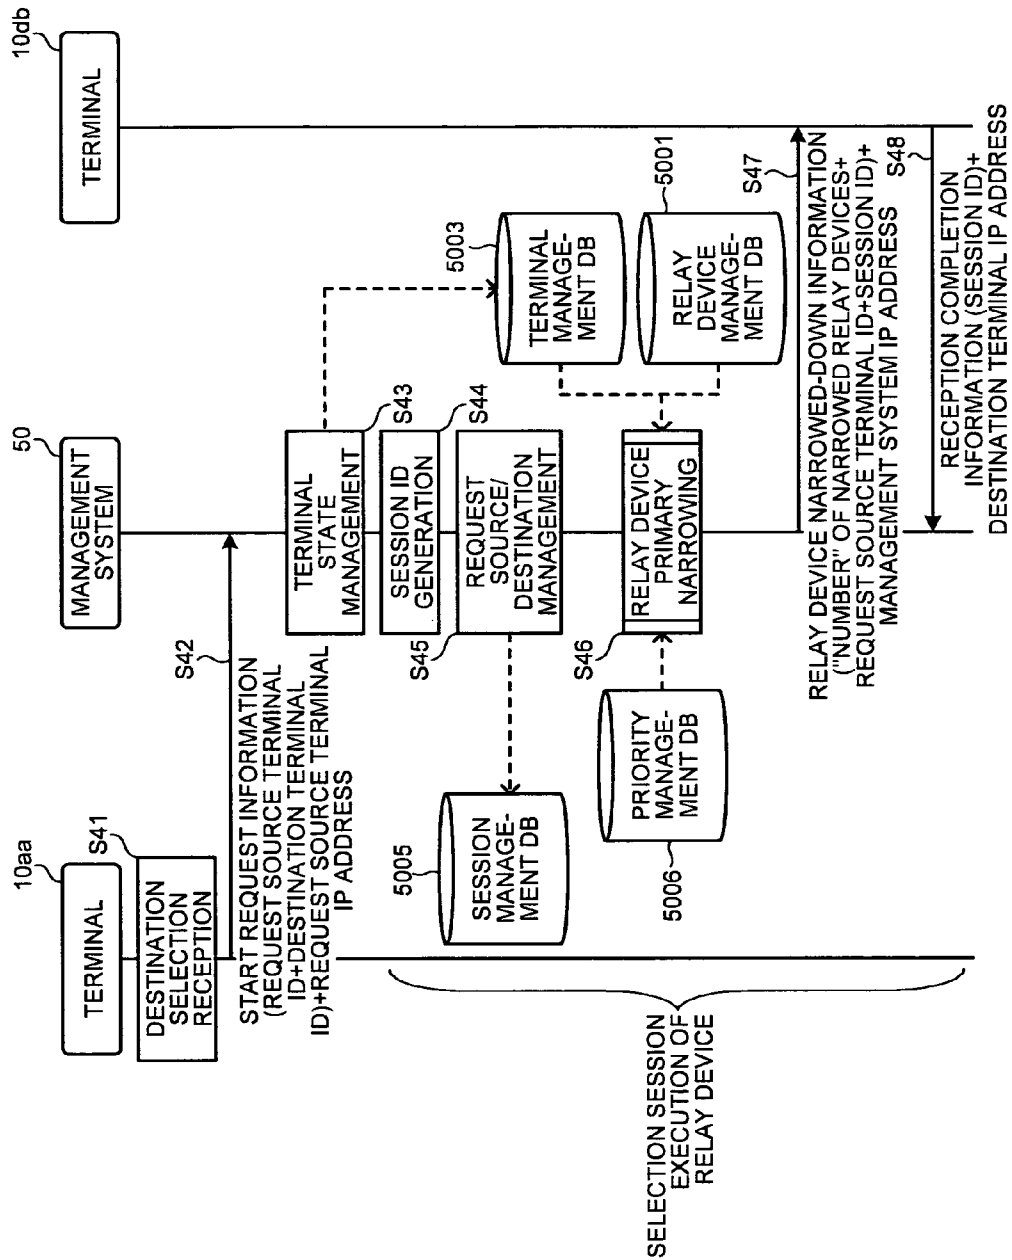 10aa
TERMINAL
50
MANAGEMENT
SYSTEM
10db
TERMINAL
S41
DESTINATION
SELECTION
RECEPTION
S42
START REQUEST INFORMATION
(REQUEST SOURCE TERMINAL
ID+DESTINATION TERMINAL
ID)+REQUEST SOURCE TERMINAL
IP ADDRESS
TERMINAL
STATE
MANAGEMENT
S43
SESSION ID
GENERATION
S44
S45
REQUEST
SOURCE/
DESTINATION
MANAGEMENT
5003
TERMINAL
MANAGE-
MENT DB
5005
SESSION
MANAGE-
MENT DB
5001
RELAY
DEVICE
MANAGE-
MENT DB
S46
RELAY DEVICE
PRIMARY
NARROWING
PRIORITY
MANAGE-
MENT DB
5006
SELECTION SESSION
EXECUTION OF
RELAY DEVICE
S47
RELAY DEVICE NARROWED-DOWN INFORMATION
("NUMBER" OF NARROWED RELAY DEVICES+
REQUEST SOURCE TERMINAL ID+SESSION ID)+
MANAGEMENT SYSTEM IP ADDRESS
S48
RECEPTION COMPLETION
INFORMATION (SESSION ID)+
DESTINATION TERMINAL IP ADDRESS